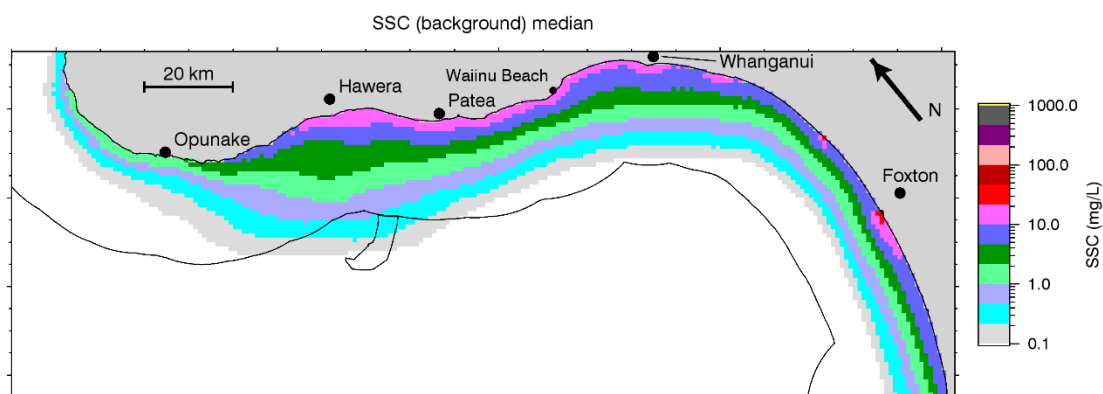 SSC (background) median
Whanganui
20 km
Hawera
Waiinu Beach
Patea
N
Opunake
Foxton
1000.0
100.0
10.0
1.0
0.1
SSC (mg/L)